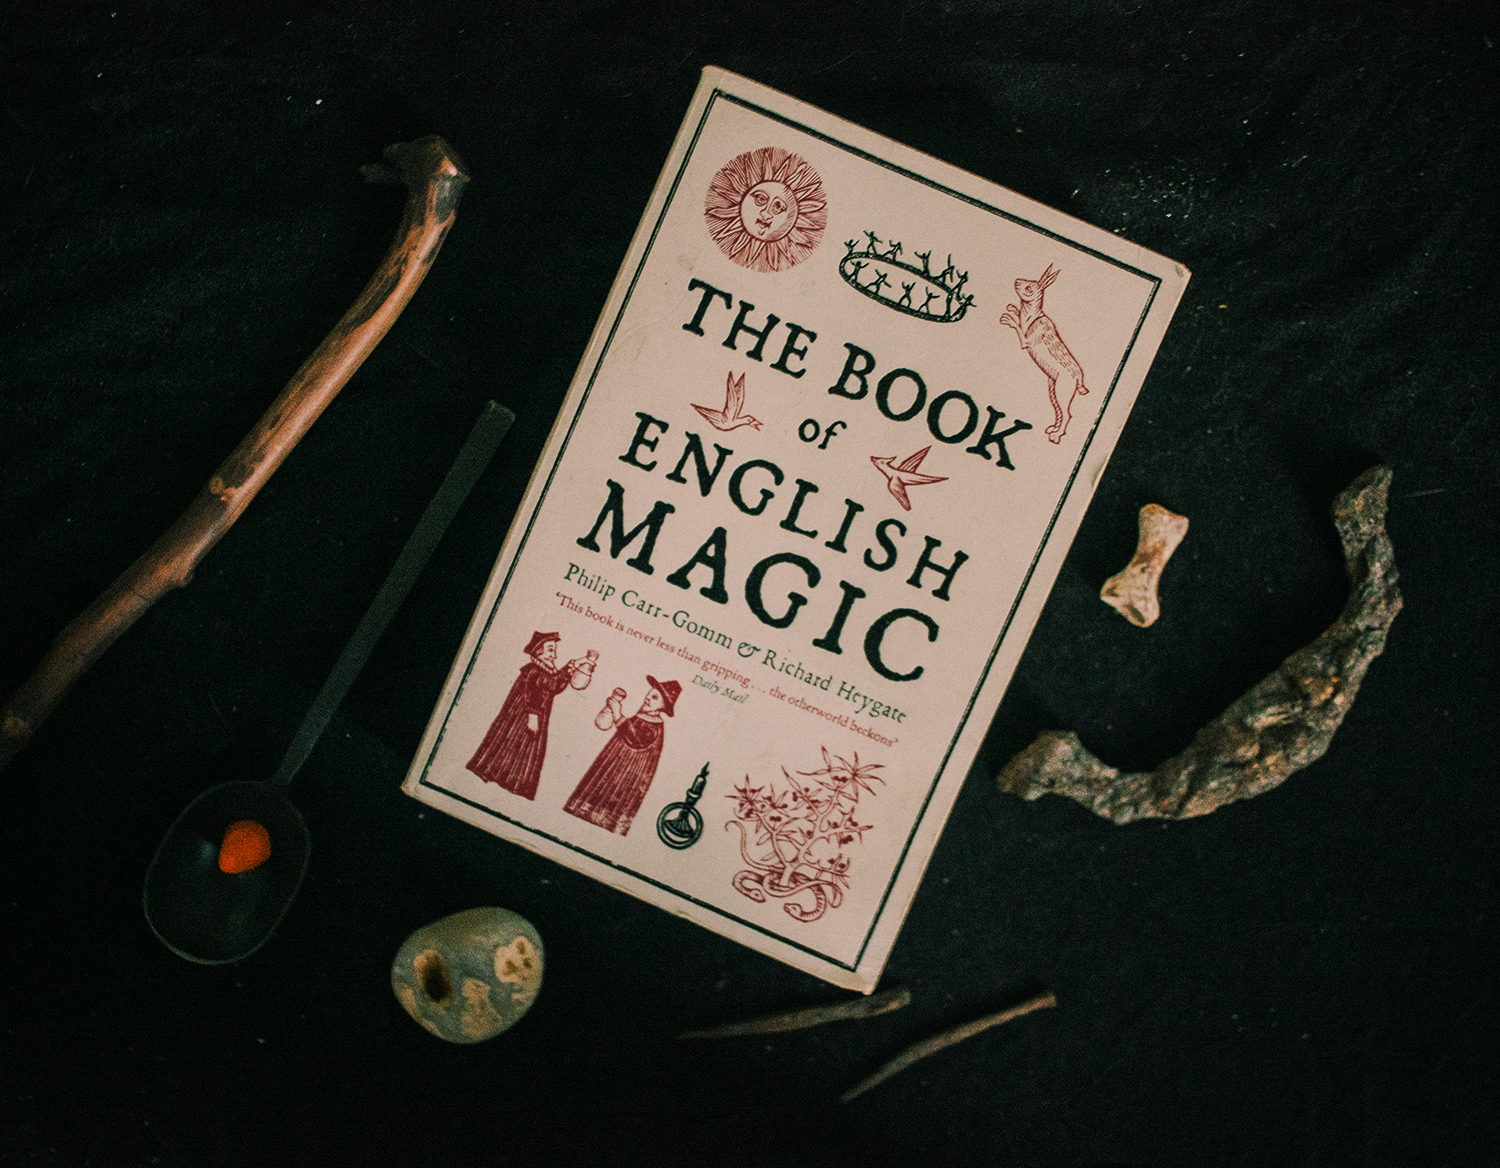 THE BOOK
of
ENGLISH
MAGIC
Philip Carr-Gomm & Richard Heygate
‘This book is never less than gripping... the otherworld beckons’
Daily Mail